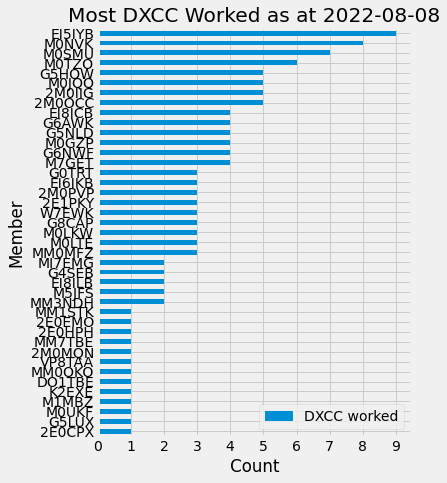 Most DXCC Worked as at 2022-08-08
EI5IYB
M0NVK
M0SMU
M0TZO
G5HOW
M0IOO
2M0IIG
2M0OCC
EI8ICB
G6AWK
G5NLD
M0GZP
G6NWF
M7GET
G0TRT
EI6IKB
2M0PVP
2E1PKY
W7EWK
G8CAP
M0LKW
M0LTE
MM0MFZ
MI7EMG
G4SEB
EI8ILB
M5JFS
MM3NDH
MM1STK
2E0EMO
2E0HPH
MM7TBE
2M0MON
VP8TAA
MM0OKO
DO1TBE
K2EXE
M1MBZ
M0UKF
G5LUX
2E0CPX
Member
0 1 2 3 4 5 6 7 8 9
Count
DXCC worked